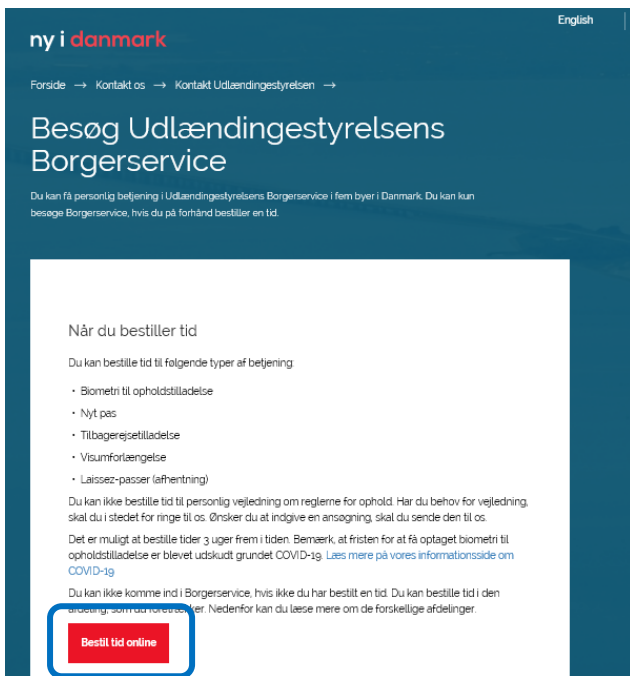 English
ny i danmark
Forside → Kontakt os → Kontakt Udlændingestyrelsen →
Besøg Udlændingestyrelsens
Borgerservice
Du kan få personlig betjening i Udlændingestyrelsens Borgerservice i fem byer i Danmark. Du kan kun
besøge Borgerservice, hvis du på forhånd bestiller en tid.
Når du bestiller tid
Du kan bestille tid til følgende typer af betjening:
• Biometri til opholdstilladelse
• Nyt pas
• Tilbagerejsetilladelse
• Visumforlængelse
• Laissez-passer (afhentning)
Du kan ikke bestille tid til personlig vejledning om reglerne for ophold. Har du behov for vejledning,
skal du i stedet for ringe til os. Ønsker du at indgive en ansøgning, skal du sende den til os.
Det er muligt at bestille tider 3 uger frem i tiden. Bemærk, at fristen for at få optaget biometri til
opholdstilladelse er blevet udskudt grundet COVID-19. Læs mere på vores informationsside om
COVID-19
Du kan ikke komme ind i Borgerservice, hvis ikke du har bestilt en tid. Du kan bestille tid i den
afdeling, som du foretrækker. Nedenfor kan du læse mere om de forskellige afdelinger.
Bestil tid online